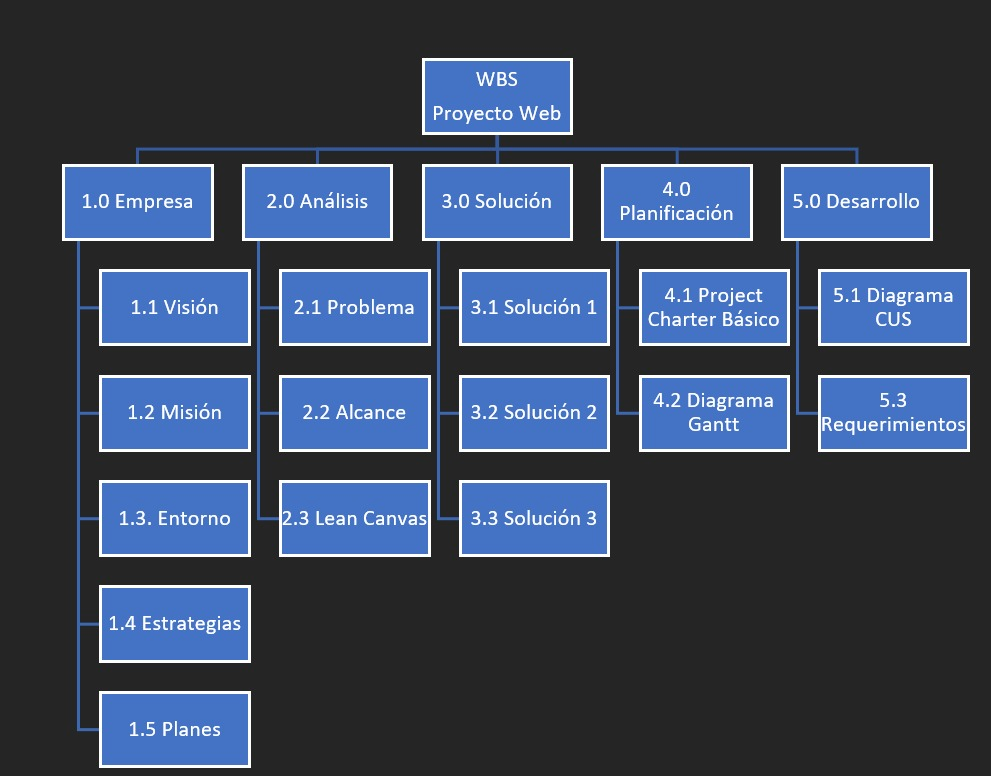 WBS
Proyecto Web
1.0 Empresa
2.0 Análisis
3.0 Solución
4.0
Planificación
5.0 Desarrollo
1.1 Visión
2.1 Problema
3.1 Solución 1
4.1 Project
Charter Básico
5.1 Diagrama
CUS
1.2 Misión
2.2 Alcance
3.2 Solución 2
4.2 Diagrama
Gantt
5.3
Requerimientos
1.3. Entorno
2.3 Lean Canvas
3.3 Solución 3
1.4 Estrategias
1.5 Planes